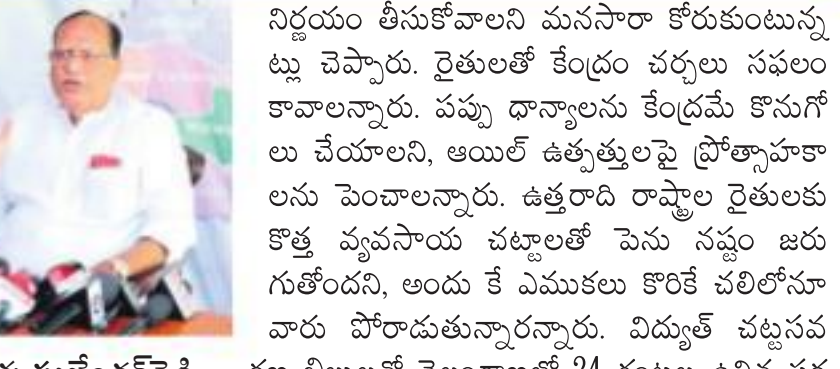 నిర్ణయం తీసుకోవాలని మనసారా కోరుకుంటున్న
ట్లు చెప్పారు. రైతులతో కేంద్రం చర్చలు సఫలం
కావాలన్నారు. పప్పు ధాన్యాలను కేంద్రమే కొనుగో
లు చేయాలని, ఆయిల్ ఉత్పత్తులపై ప్రోత్సాహకా
లను పెంచాలన్నారు. ఉత్తరాది రాష్ట్రాల రైతులకు
కొత్త వ్యవసాయ చట్టాలతో పెను నష్టం జరు
గుతోందని, అందు కే ఎముకలు కొరికే చలిలోనూ
వారు పోరాడుతున్నారన్నారు. విద్యుత్ చట్టసవ